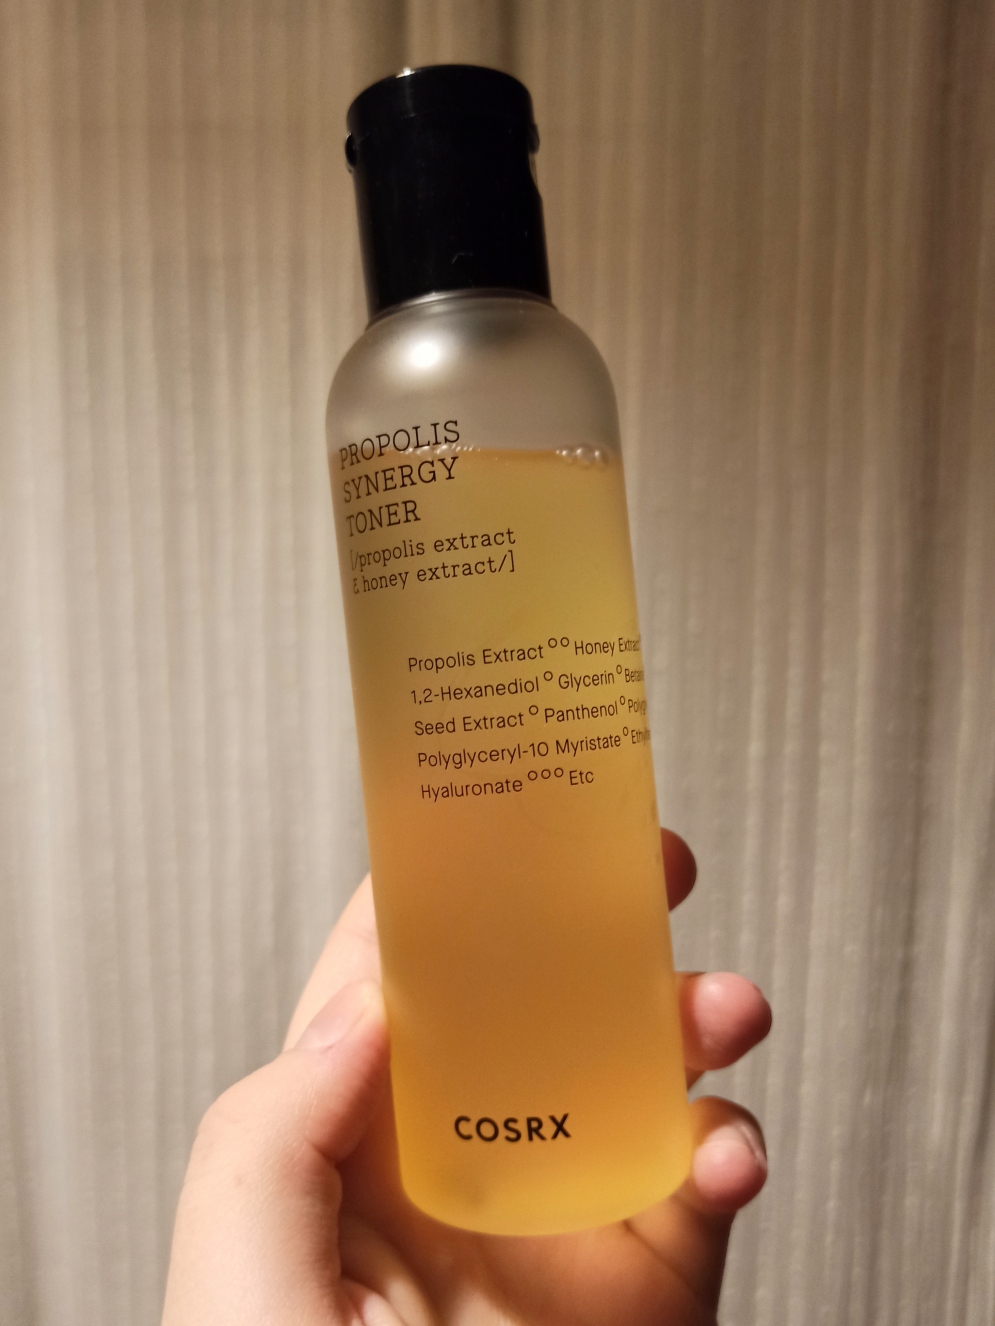 PROPOLIS
SYNERGY
TONER
[/propolis extract
& honey extract/]
Propolis Extract°° Honey Extract
1,2-Hexanediol° Glycerin°
Seed Extract° Panthenol°
Polyglyceryl-10 Myristate°
Hyaluronate°°° Etc
COSRX